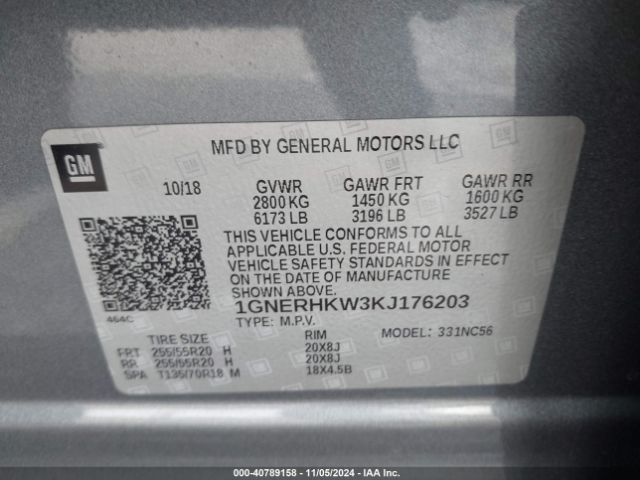 GM
MFD BY GENERAL MOTORS LLC
10/18 GVWR GAWR FRT GAWR RR
2800 KG 1450 KG 1600 KG
6173 LB 3196 LB 3527 LB
THIS VEHICLE CONFORMS TO ALL
APPLICABLE U.S. FEDERAL MOTOR
VEHICLE SAFETY STANDARDS IN EFFECT
ON THE DATE OF MANUFACTURE
SHOWN ABOVE.
464C
1GNERHKW3KJ176203
TYPE: M.P.V. MODEL: 331NC56
TIRE SIZE RIM
FRT 255/55R20 H 20X8J
RR 255/55R20 H 20X8J
SPA T135/70R18 M 18X4.5B
000-40789158 - 11/05/2024 - IAAI.COM